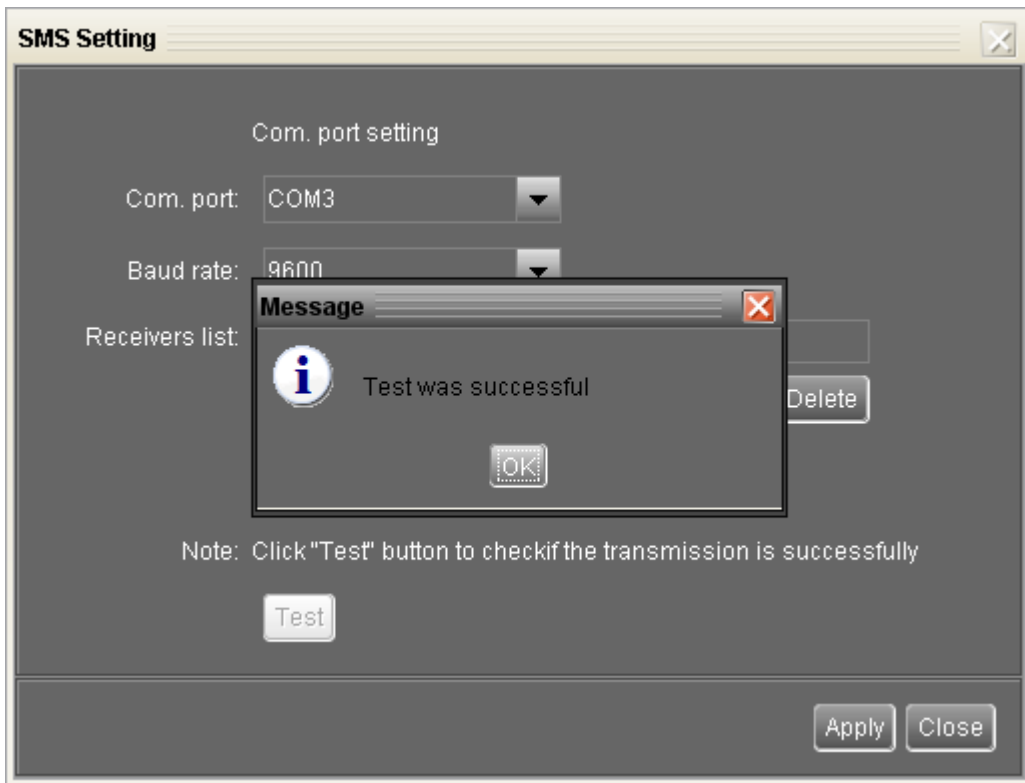 SMS Setting
Com. port setting
Com. port: COM3
Baud rate: 9600
Message
Receivers list:
Test was successful
Delete
OK
Note: Click "Test" button to checkif the transmission is successfully
Test
Apply Close